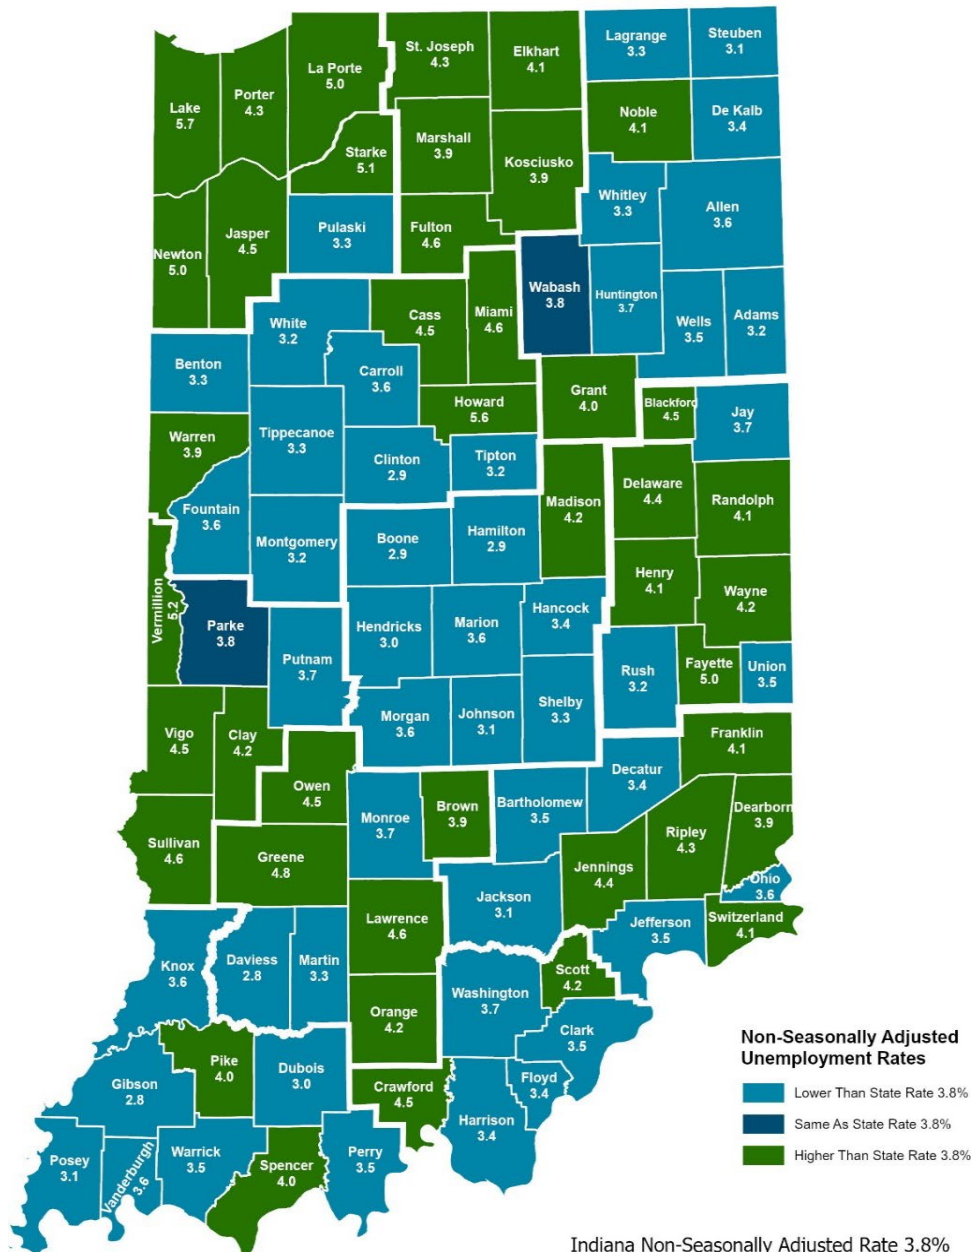 Lagrange
3.3
Steuben
3.1
St. Joseph
4.3
Elkhart
4.1
La Porte
5.0
Porter
4.3
Lake
5.7
Noble
4.1
De Kalb
3.4
Marshall
3.9
Starke
5.1
Kosciusko
3.9
Whitley
3.3
Allen
3.6
Pulaski
3.3
Fulton
4.6
Jasper
4.5
Newton
5.0
Wabash
3.8
Huntington
3.7
Miami
4.6
Cass
4.5
White
3.2
Wells
3.5
Adams
3.2
Benton
3.3
Carroll
3.6
Grant
4.0
Howard
5.6
Blackford
4.5
Jay
3.7
Warren
3.9
Tippecanoe
3.3
Clinton
2.9
Tipton
3.2
Delaware
4.4
Madison
4.2
Randolph
4.1
Fountain
3.6
Montgomery
3.2
Boone
2.9
Hamilton
2.9
Henry
4.1
Wayne
4.2
Vermillion
5.2
Parke
3.8
Putnam
3.7
Hendricks
3.0
Marion
3.6
Hancock
3.4
Rush
3.2
Fayette
5.0
Union
3.5
Morgan
3.6
Johnson
3.1
Shelby
3.3
Vigo
4.5
Clay
4.2
Franklin
4.1
Owen
4.5
Decatur
3.4
Monroe
3.7
Brown
3.9
Bartholomew
3.5
Dearborn
3.9
Ripley
4.3
Sullivan
4.6
Greene
4.8
Jennings
4.4
Ohio
3.6
Jackson
3.1
Lawrence
4.6
Jefferson
3.5
Switzerland
4.1
Knox
3.6
Daviess
2.8
Martin
3.3
Scott
4.2
Washington
3.7
Orange
4.2
Clark
3.5
Pike
4.0
Dubois
3.0
Gibson
2.8
Crawford
4.5
Floyd
3.4
Harrison
3.4
Posey
3.1
Vanderburgh
3.6
Warrick
3.5
Spencer
4.0
Perry
3.5
Non-Seasonally Adjusted
Unemployment Rates
Lower Than State Rate 3.8%
Same As State Rate 3.8%
Higher Than State Rate 3.8%
Indiana Non-Seasonally Adjusted Rate 3.8%